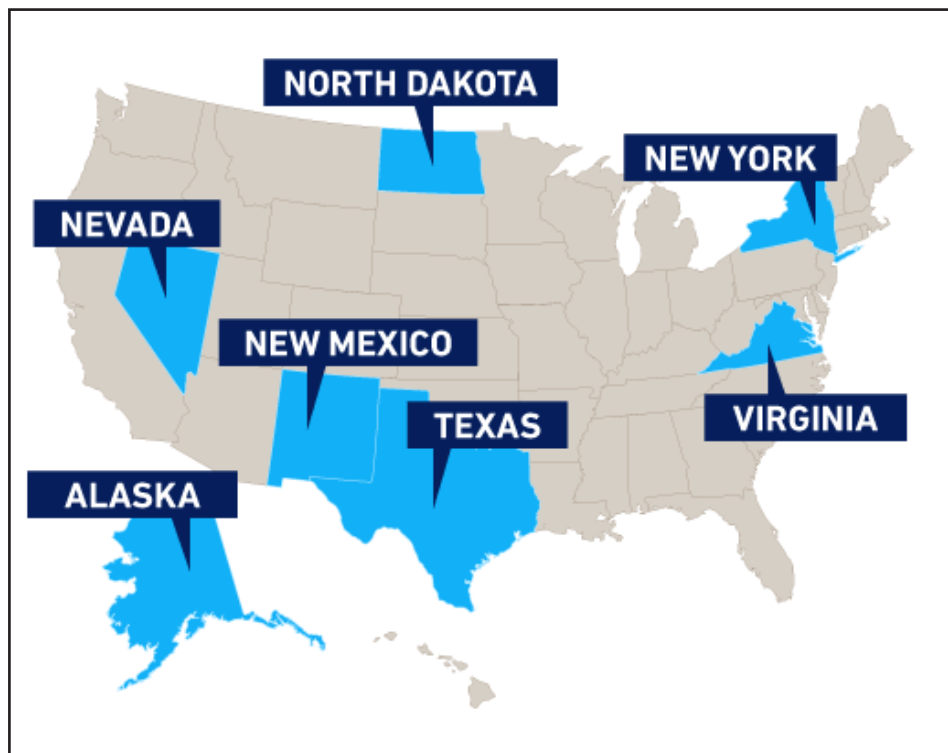 NORTH DAKOTA
NEW YORK
NEVADA
NEW MEXICO
TEXAS
VIRGINIA
ALASKA